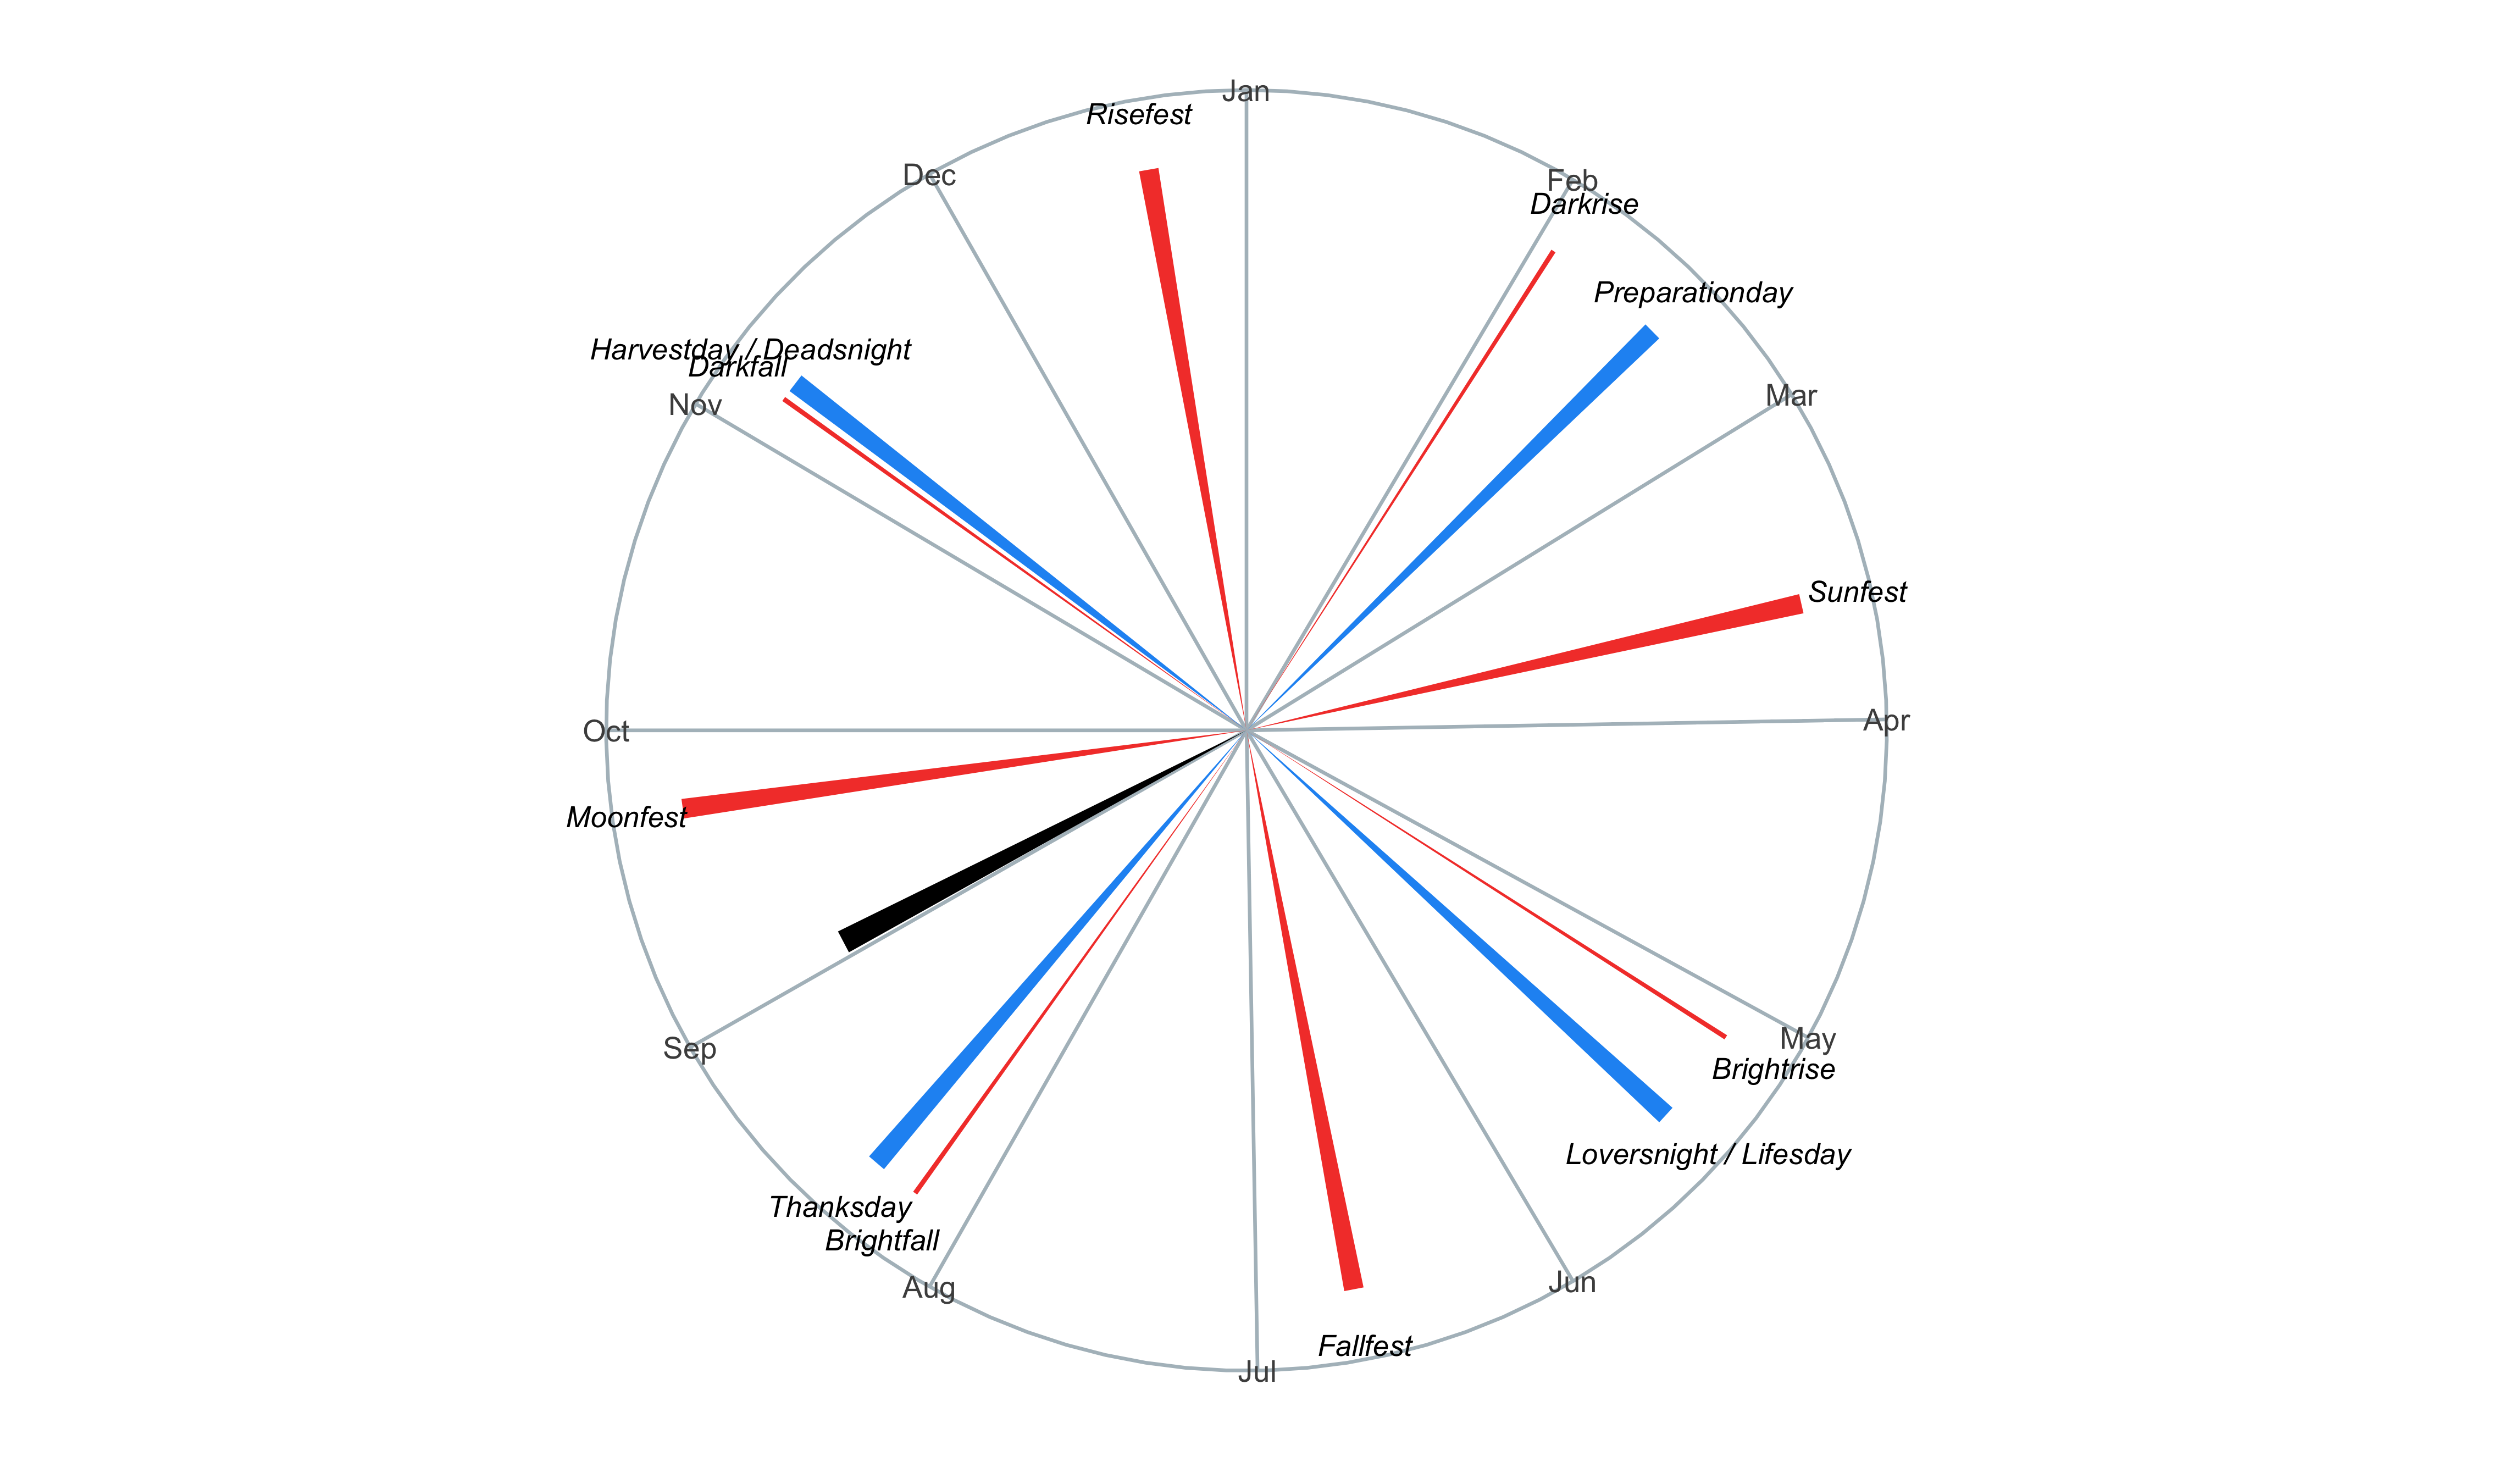 Jan
Risefest
Dec
Feb
Darkrise
Preparationday
Harvestday / Deadsnight
Darkfall
Nov
Mar
Sunfest
Oct
Apr
Moonfest
Sep
May
Brightrise
Loversnight / Lifesday
Thanksday
Brightfall
Aug
Jun
Fallfest
Jul